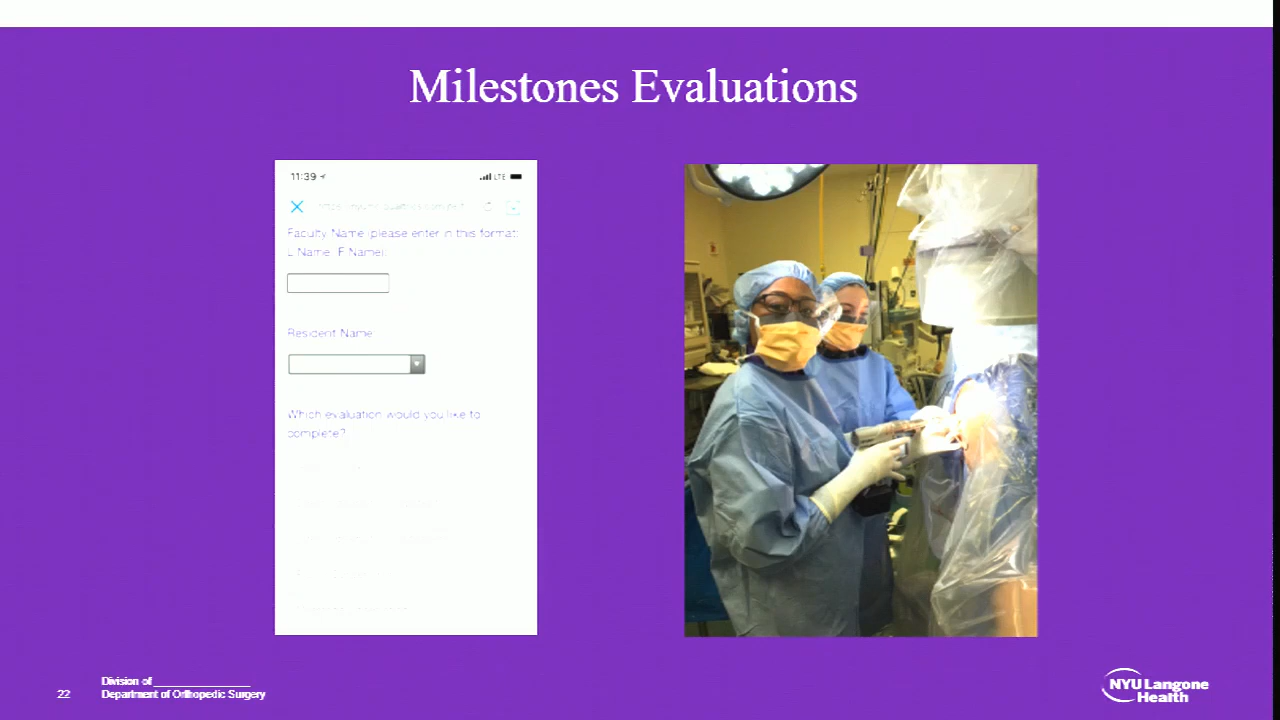 Milestones Evaluations
11:39
LTE
Faculty Name (please enter in this format:
L Name, F Name):
Resident Name
Which evaluation would you like to
complete?
Division of _______________
22 Department of Orthopedic Surgery
NYU Langone
Health